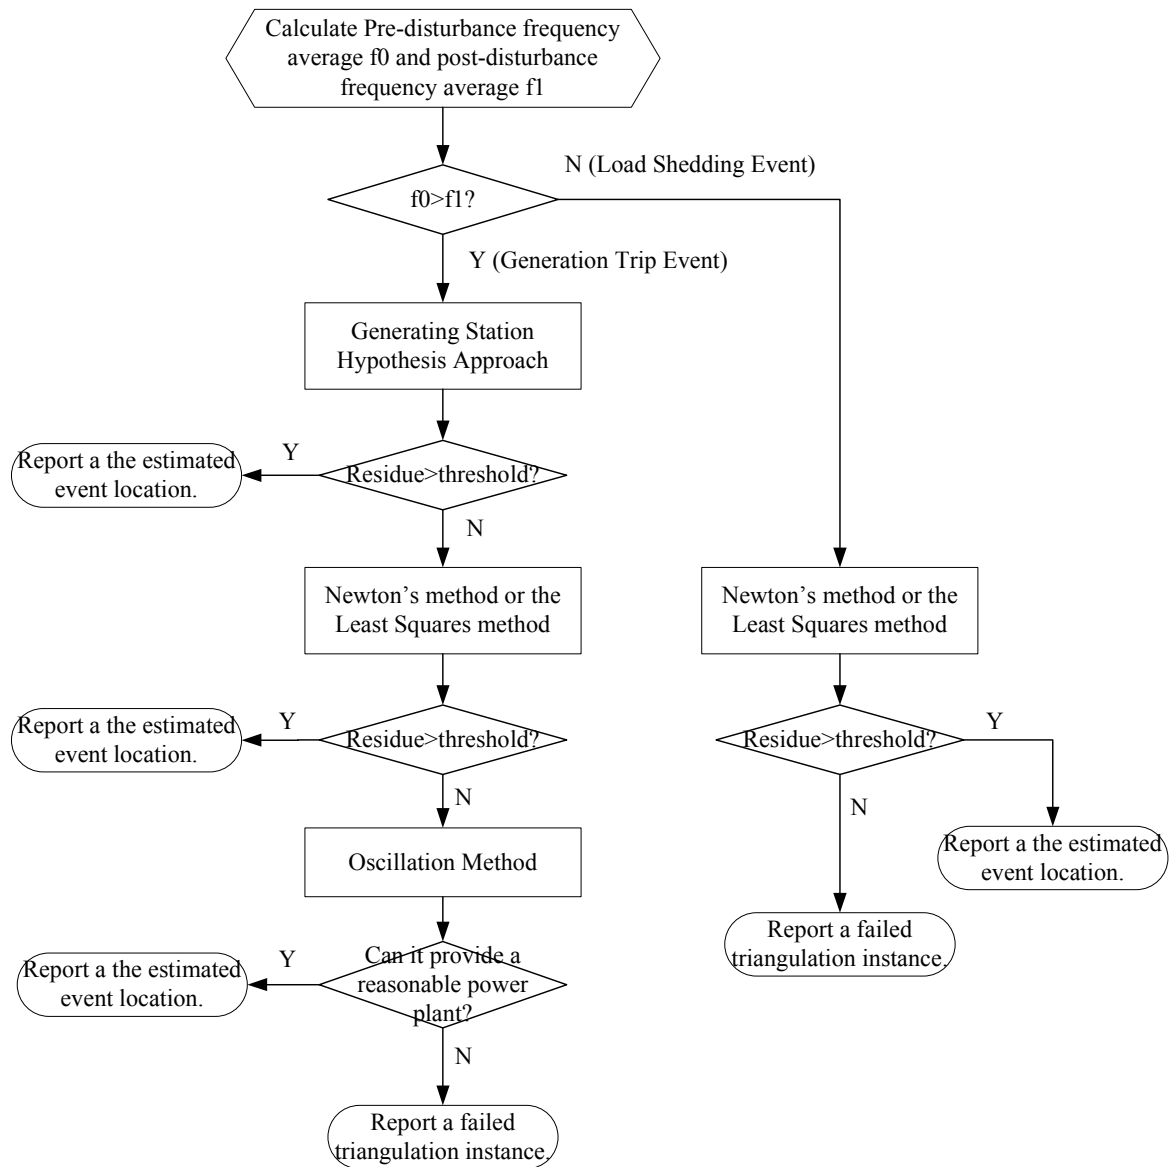 Calculate Pre-disturbance frequency
average f0 and post-disturbance
frequency average f1
N (Load Shedding Event)
f0>f1?
Y (Generation Trip Event)
Generating Station
Hypothesis Approach
Y
Report a the estimated
event location.
Residue>threshold?
N
Newton’s method or the
Least Squares method
Newton’s method or the
Least Squares method
Y
Report a the estimated
event location.
Residue>threshold?
Residue>threshold?
Y
N
N
Oscillation Method
Report a the estimated
event location.
Report a failed
triangulation instance.
Y
Report a the estimated
event location.
Can it provide a
reasonable power
plant?
N
Report a failed
triangulation instance.